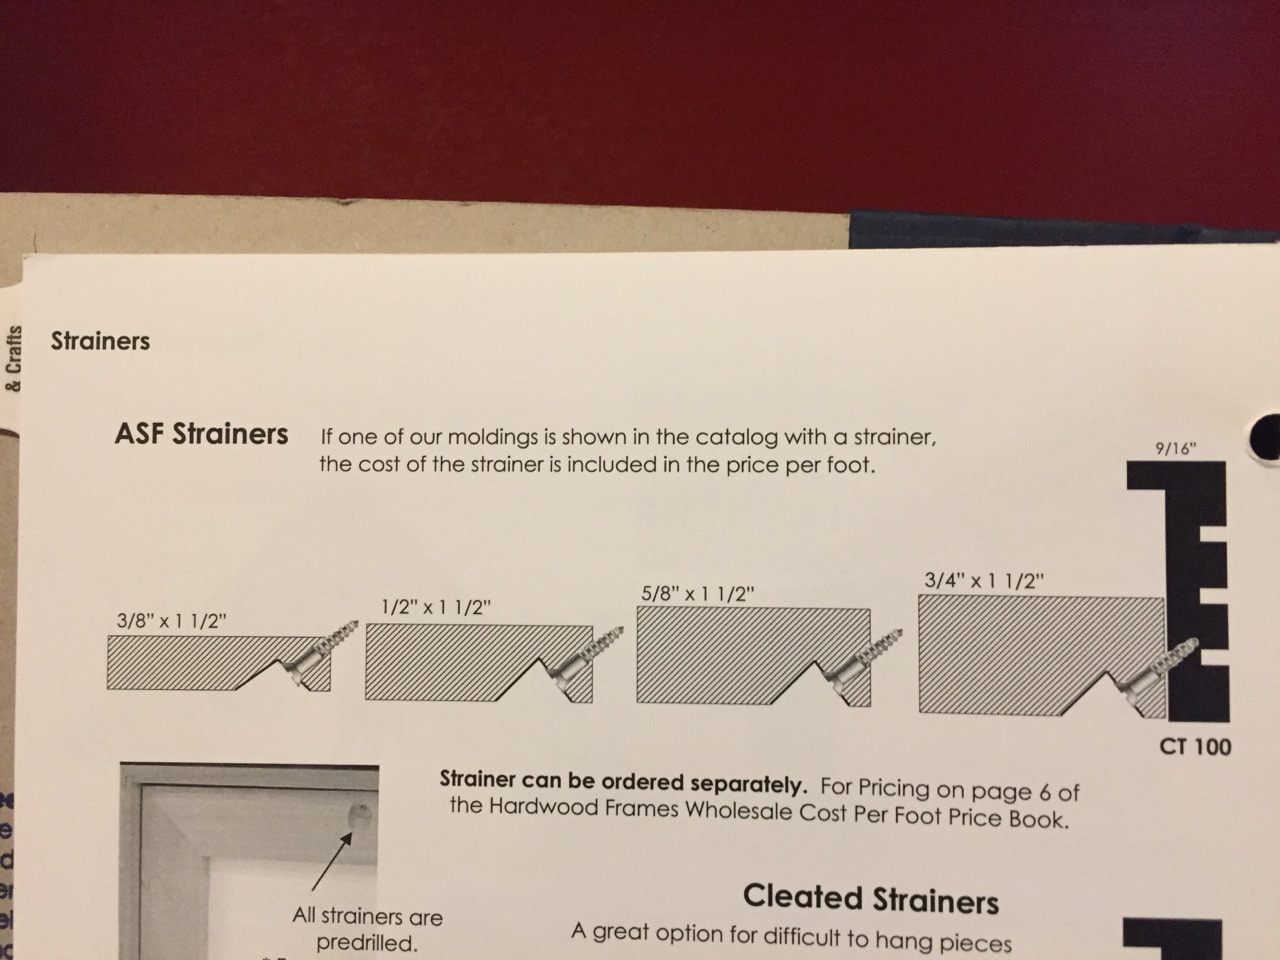 & Crafts
Strainers
ASF Strainers
If one of our moldings is shown in the catalog with a strainer,
the cost of the strainer is included in the price per foot.
9/16"
3/8" x 1 1/2"
1/2" x 1 1/2"
5/8" x 1 1/2"
3/4" x 1 1/2"
CT 100
Strainer can be ordered separately. For Pricing on page 6 of
the Hardwood Frames Wholesale Cost Per Foot Price Book.
All strainers are
predrilled.
Cleated Strainers
A great option for difficult to hang pieces